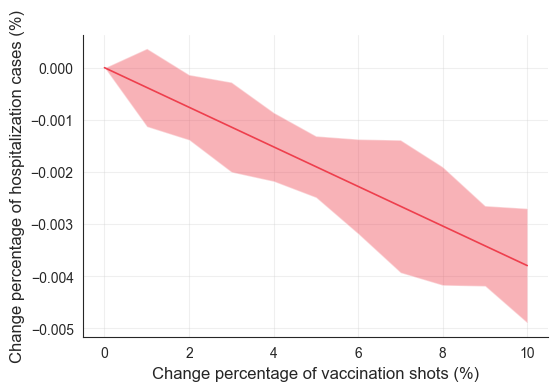 Change percentage of hospitalization cases (%)
0.000
−0.001
−0.002
−0.003
−0.004
−0.005
0 2 4 6 8 10
Change percentage of vaccination shots (%)